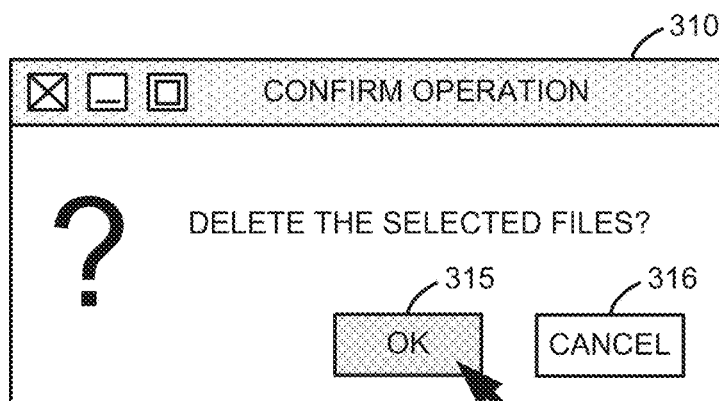 310
CONFIRM OPERATION
?
DELETE THE SELECTED FILES?
315
316
OK
CANCEL